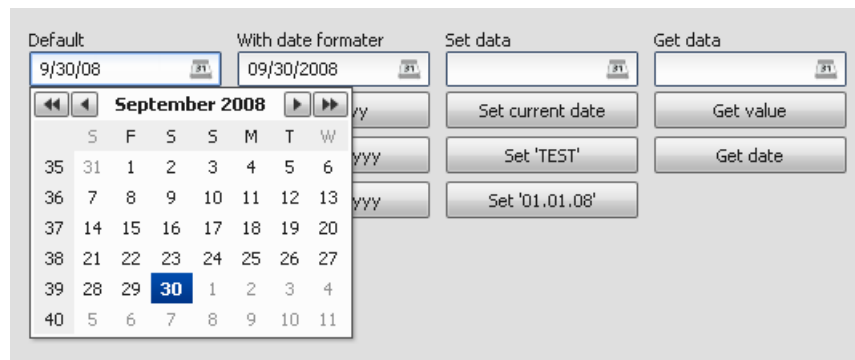 Default With date formater Set data Get data
9/30/08 09/30/2008
September 2008
yy Set current date Get value
S F S S M T W
35 31 1 2 3 4 5 6 yyy Set 'TEST' Get date
36 7 8 9 10 11 12 13 yyy Set '01.01.08'
37 14 15 16 17 18 19 20
38 21 22 23 24 25 26 27
39 28 29 30 1 2 3 4
40 5 6 7 8 9 10 11